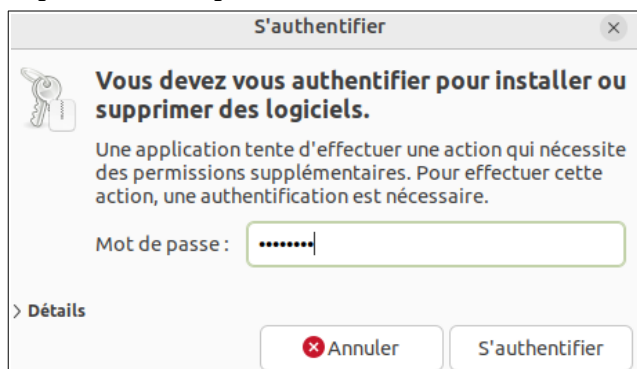 S'authentifier
Vous devez vous authentifier pour installer ou
supprimer des logiciels.
Une application tente d'effectuer une action qui nécessite
des permissions supplémentaires. Pour effectuer cette
action, une authentification est nécessaire.
Mot de passe : ••••••••
> Détails
Annuler S'authentifier